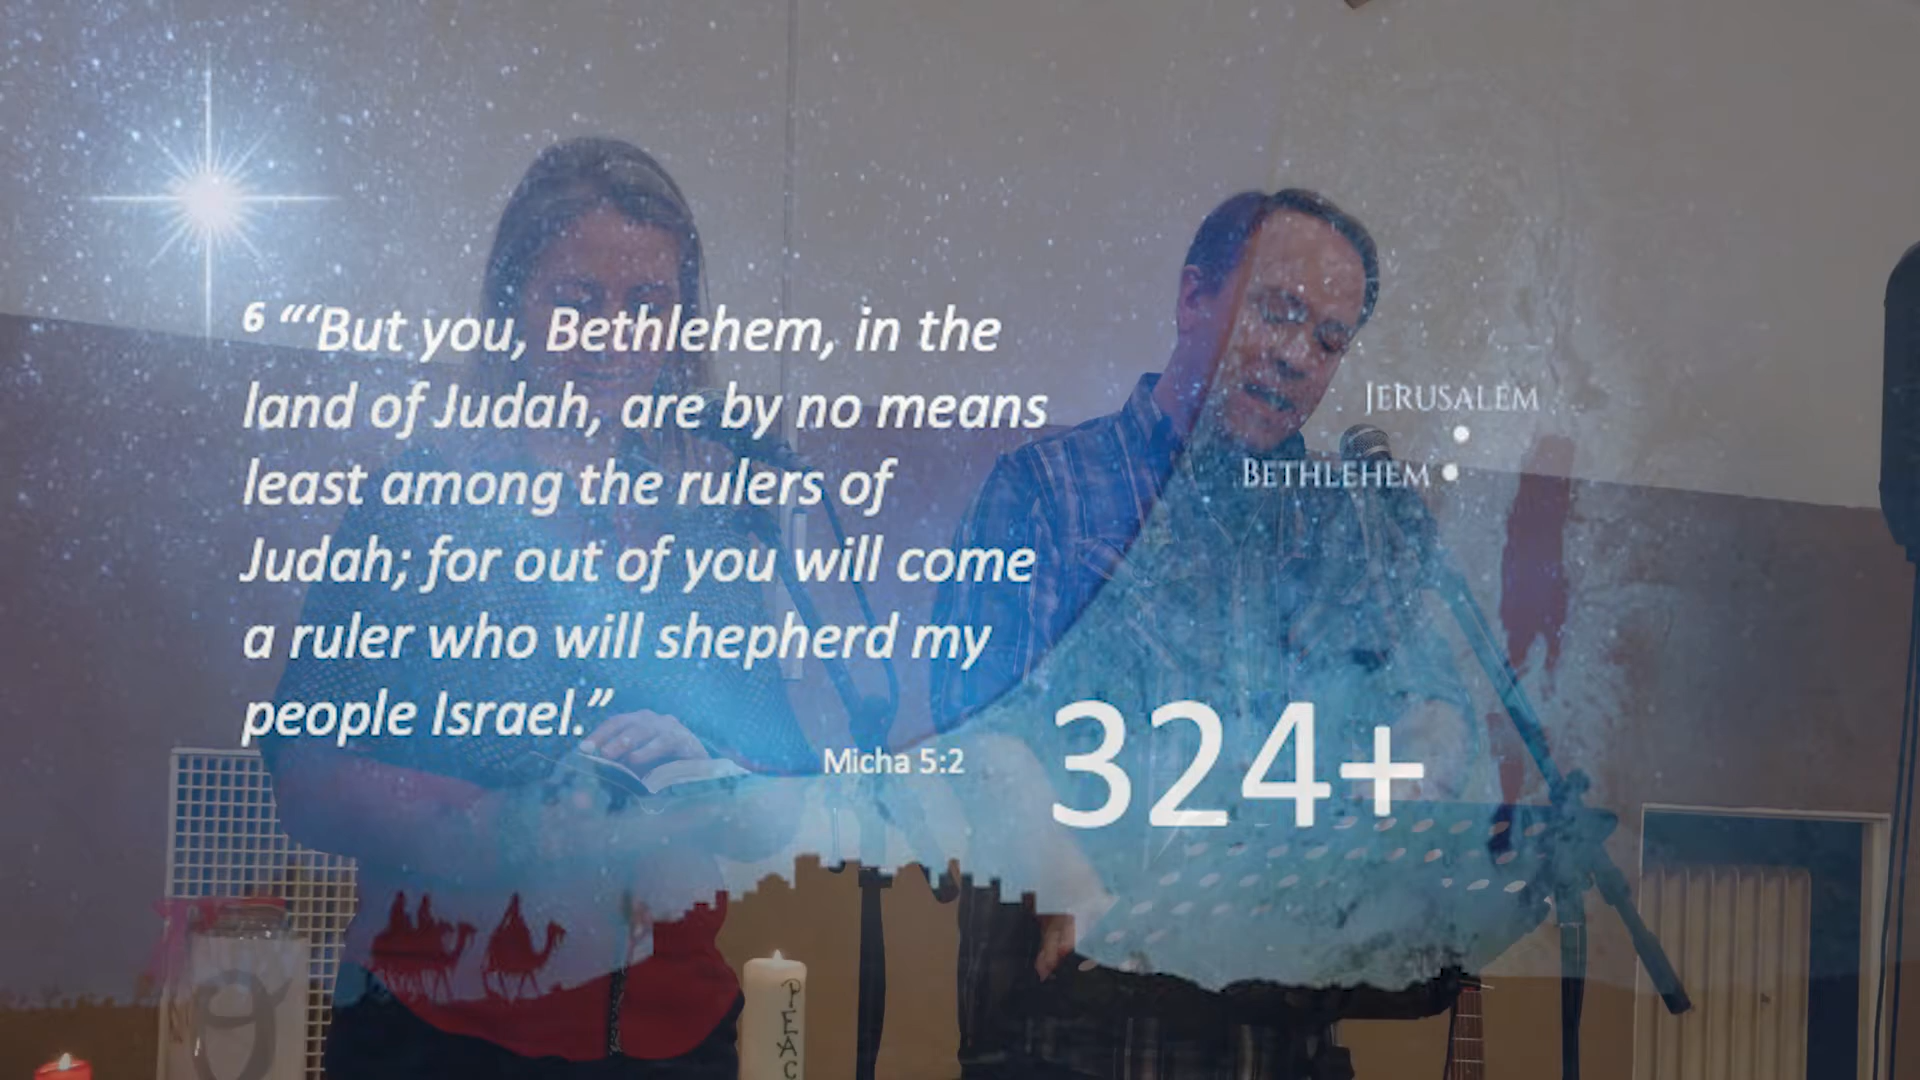 6 “‘But you, Bethlehem, in the
land of Judah, are by no means
least among the rulers of
Judah; for out of you will come
a ruler who will shepherd my
people Israel.”
Micha 5:2
JERUSALEM
BETHLEHEM
324+
PEAC